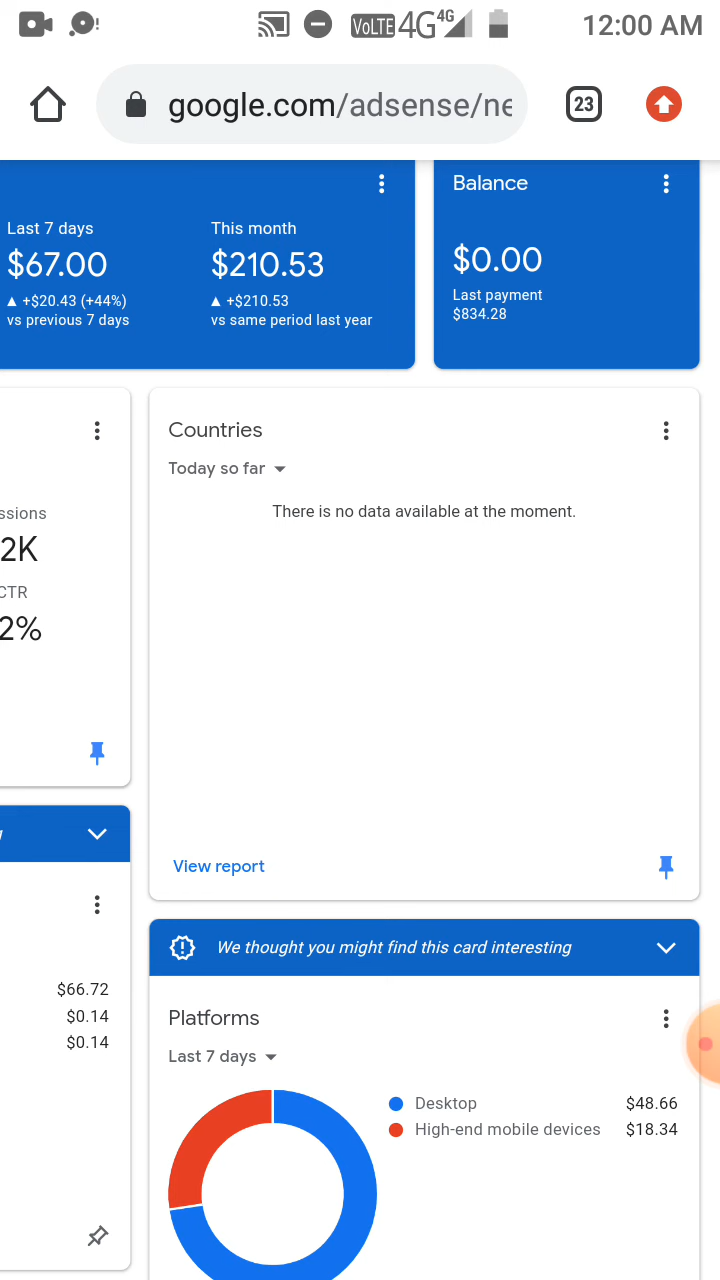 VoLTE 4G 4G 12:00 AM
google.com/adsense/ne
23
Last 7 days
$67.00
+$20.43 (+44%)
vs previous 7 days
This month
$210.53
+$210.53
vs same period last year
Balance
$0.00
Last payment
$834.28
ssions
2K
CTR
2%
Countries
Today so far
There is no data available at the moment.
View report
$66.72
$0.14
$0.14
We thought you might find this card interesting
Platforms
Last 7 days
Desktop $48.66
High-end mobile devices $18.34